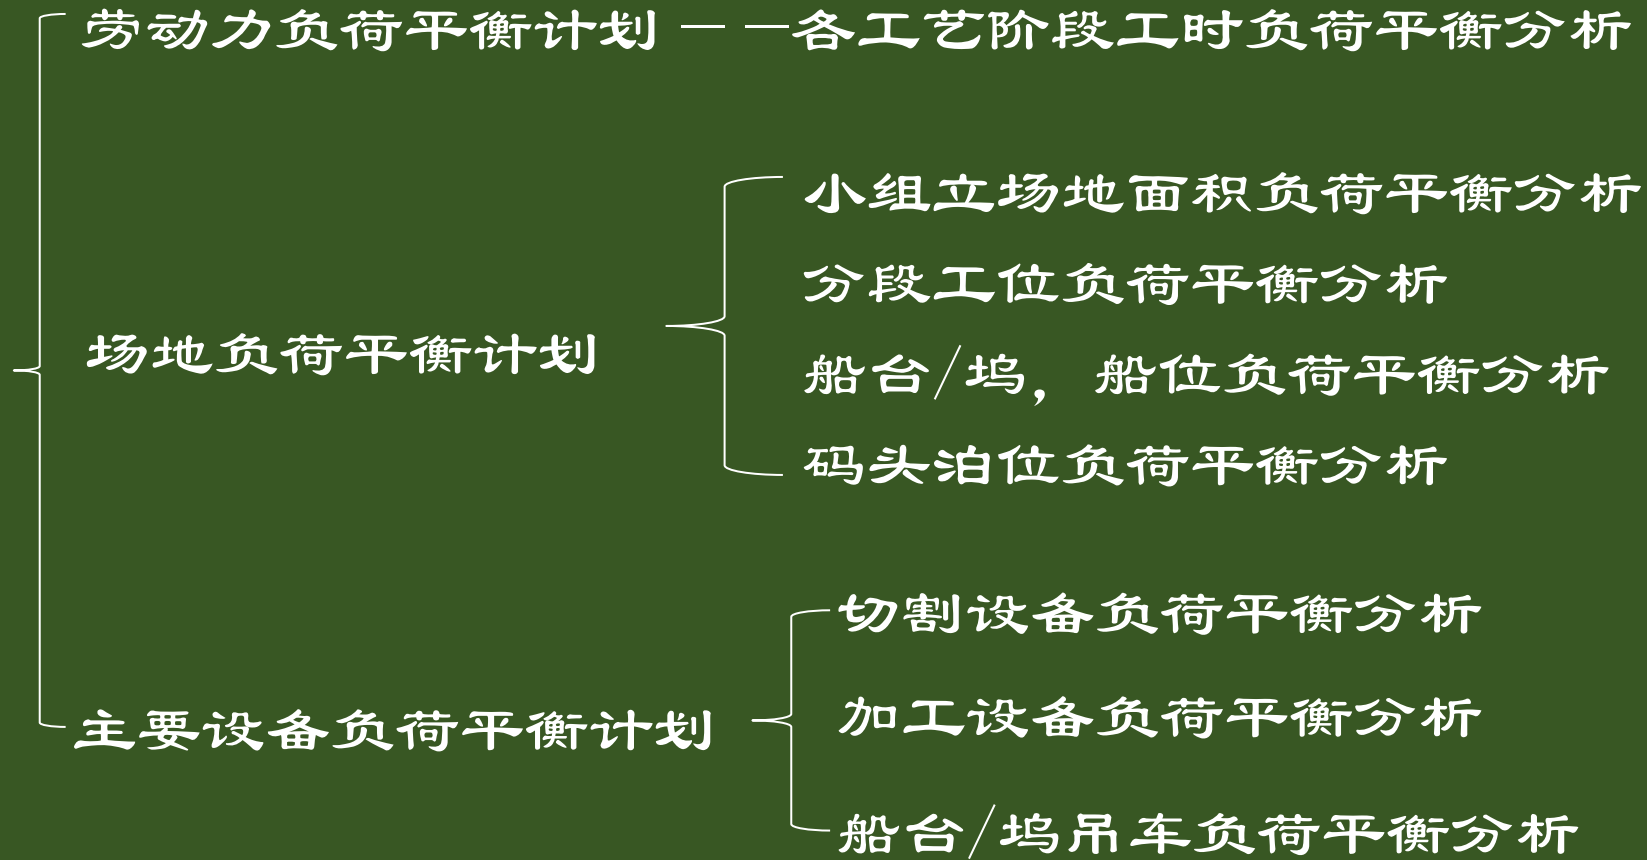 劳动力负荷平衡计划 — —各工艺阶段工时负荷平衡分析
小组立场地面积负荷平衡分析
分段工位负荷平衡分析
场地负荷平衡计划
船台/坞，船位负荷平衡分析
码头泊位负荷平衡分析
切割设备负荷平衡分析
主要设备负荷平衡计划
加工设备负荷平衡分析
船台/坞吊车负荷平衡分析